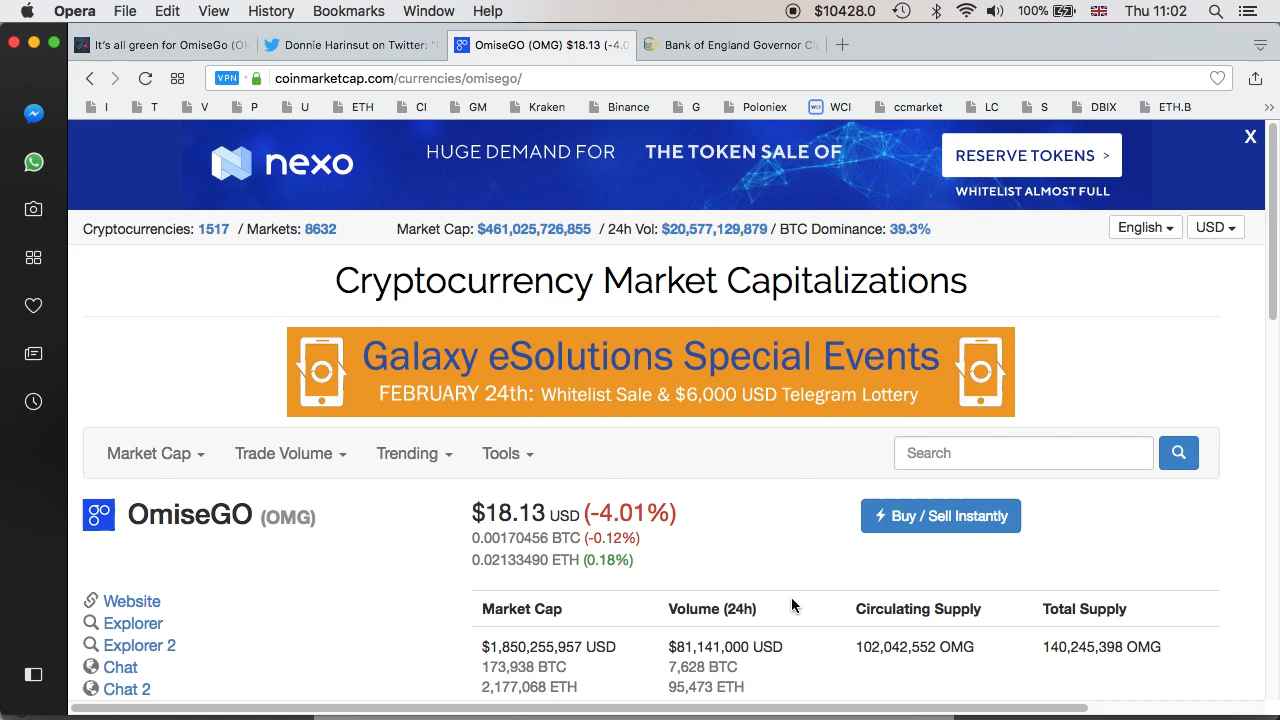 Opera File Edit View History Bookmarks Window Help $10428.0 100% Thu 11:02
It's all green for OmiseGo (O Donnie Harinsut on Twitter: " OmiseGO (OMG) $18.13 (-4.0 Bank of England Governor C
VPN coinmarketcap.com/currencies/omisego/
I T V P U ETH CI GM Kraken Binance G Poloniex WCI WCI ccmarket LC S DBIX ETH.B »
nexo HUGE DEMAND FOR THE TOKEN SALE OF RESERVE TOKENS > X
WHITELIST ALMOST FULL
Cryptocurrencies: 1517 / Markets: 8632 Market Cap: $461,025,726,855 / 24h Vol: $20,577,129,879 / BTC Dominance: 39.3% English USD
Cryptocurrency Market Capitalizations
Galaxy eSolutions Special Events
FEBRUARY 24th: Whitelist Sale & $6,000 USD Telegram Lottery
Market Cap Trade Volume Trending Tools Search
OmiseGO (OMG) $18.13 USD (-4.01%) Buy / Sell Instantly
0.00170456 BTC (-0.12%)
0.02133490 ETH (0.18%)
Website Market Cap Volume (24h) Circulating Supply Total Supply
Explorer
Explorer 2 $1,850,255,957 USD $81,141,000 USD 102,042,552 OMG 140,245,398 OMG
Chat 173,938 BTC 7,628 BTC
Chat 2 2,177,068 ETH 95,473 ETH